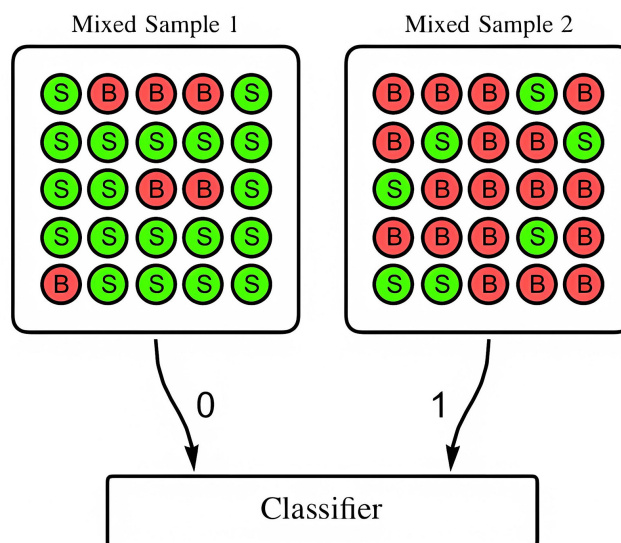 Mixed Sample 1
S B B B S
S S S S S
S S B B S
S S S S S
B S S S S
Mixed Sample 2
B B B S B
B S B B S
S B B B B
B B B S B
S S B B B
0
1
Classifier